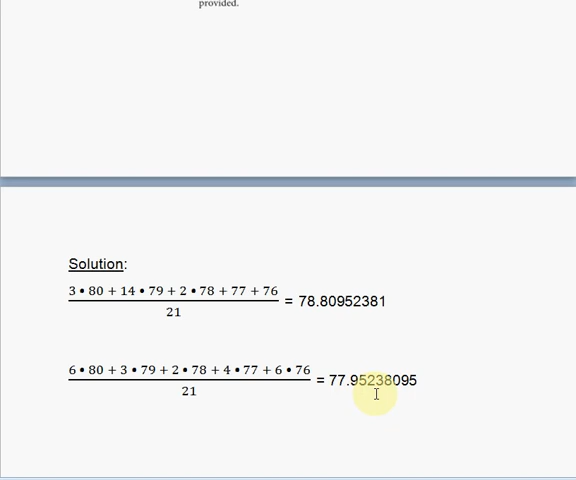 provided.
Solution:
3 • 80 + 14 • 79 + 2 • 78 + 77 + 76
21
= 78.80952381
6 • 80 + 3 • 79 + 2 • 78 + 4 • 77 + 6 • 76
21
= 77.95238095